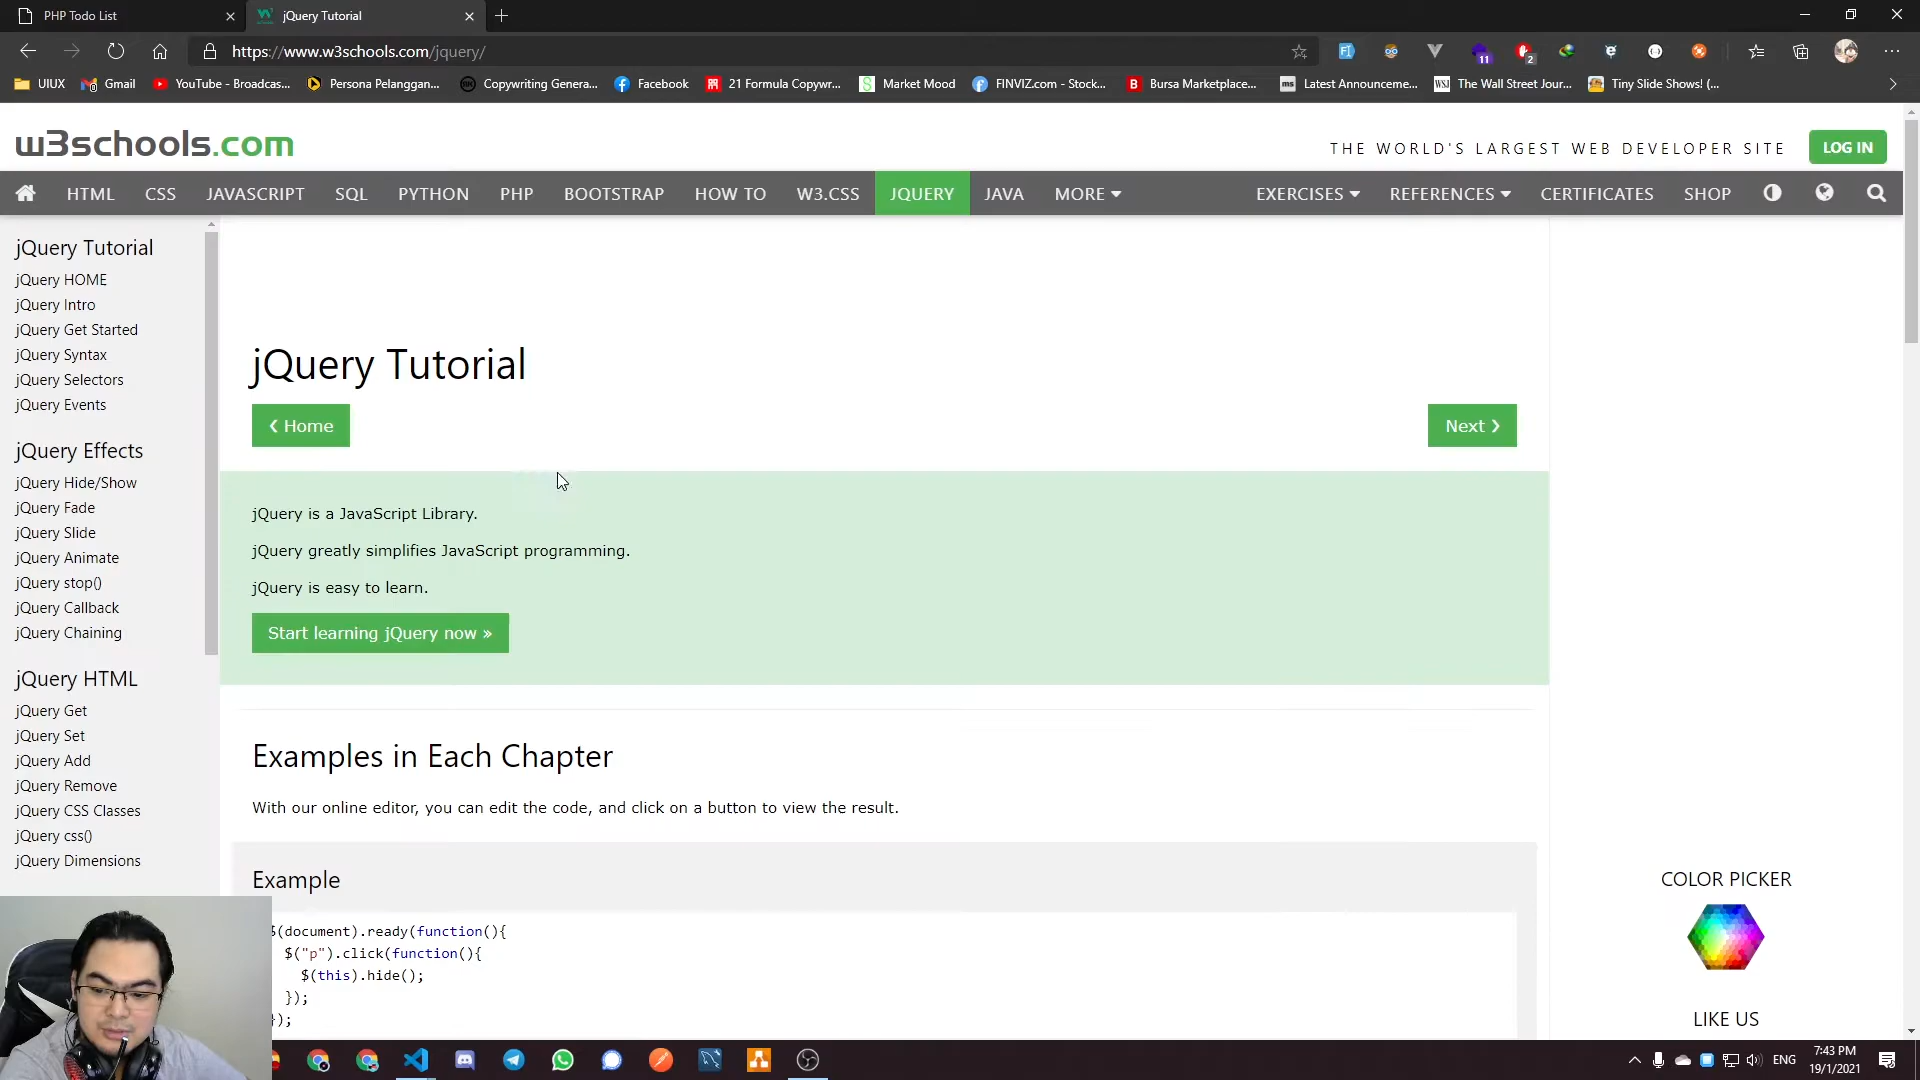 PHP Todo List
jQuery Tutorial
https://www.w3schools.com/jquery/
11
2
UIUX
Gmail
YouTube - Broadcas...
Persona Pelanggan...
Copywriting Genera...
Facebook
21 Formula Copywr...
Market Mood
FINVIZ.com - Stock...
Bursa Marketplace...
Latest Announceme...
WSJ
The Wall Street Jour...
Tiny Slide Shows! (...
w3schools.com
THE WORLD'S LARGEST WEB DEVELOPER SITE
LOG IN
HTML
CSS
JAVASCRIPT
SQL
PYTHON
PHP
BOOTSTRAP
HOW TO
W3.CSS
JQUERY
JAVA
MORE
EXERCISES
REFERENCES
CERTIFICATES
SHOP
jQuery Tutorial
jQuery HOME
jQuery Intro
jQuery Get Started
jQuery Syntax
jQuery Selectors
jQuery Events
jQuery Effects
jQuery Hide/Show
jQuery Fade
jQuery Slide
jQuery Animate
jQuery stop()
jQuery Callback
jQuery Chaining
jQuery HTML
jQuery Get
jQuery Set
jQuery Add
jQuery Remove
jQuery CSS Classes
jQuery css()
jQuery Dimensions
jQuery Tutorial
❮ Home
Next ❯
jQuery is a JavaScript Library.
jQuery greatly simplifies JavaScript programming.
jQuery is easy to learn.
Start learning jQuery now »
Examples in Each Chapter
With our online editor, you can edit the code, and click on a button to view the result.
Example
$(document).ready(function(){
$("p").click(function(){
$(this).hide();
});
});
COLOR PICKER
LIKE US
ENG
7:43 PM
19/1/2021